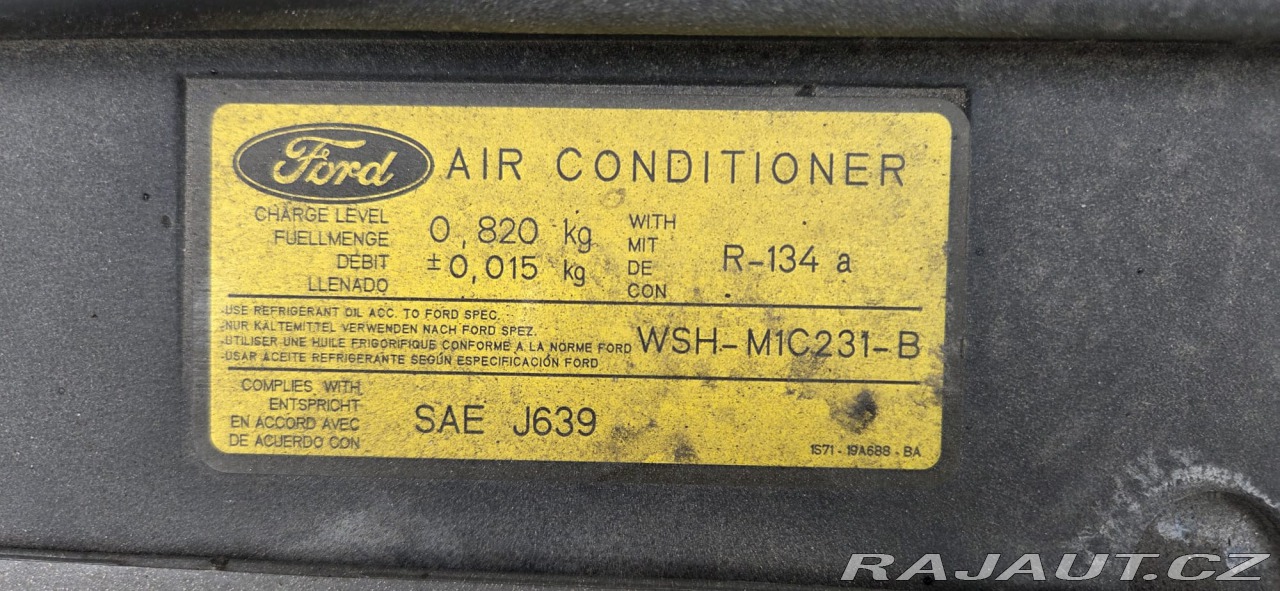 Ford AIR CONDITIONER
CHARGE LEVEL
FUELLMENGE
DEBIT
LLENADO
0,820 kg
±0,015 kg
WITH
MIT
DE
CON
R-134 a
-USE REFRIGERANT OIL ACC. TO FORD SPEC.
-NUR KALTEMITTEL VERWENDEN NACH FORD SPEZ.
-UTILISER UNE HUILE FRIGORIFIQUE CONFORME A LA NORME FORD
-USAR ACEITE REFRIGERANTE SEGÚN ESPECIFICACIÓN FORD
WSH-M1C231-B
COMPLIES WITH
ENTSPRICHT
EN ACCORD AVEC
DE ACUERDO CON
SAE J639
1S71-19A688-BA
RAJAUT.CZ